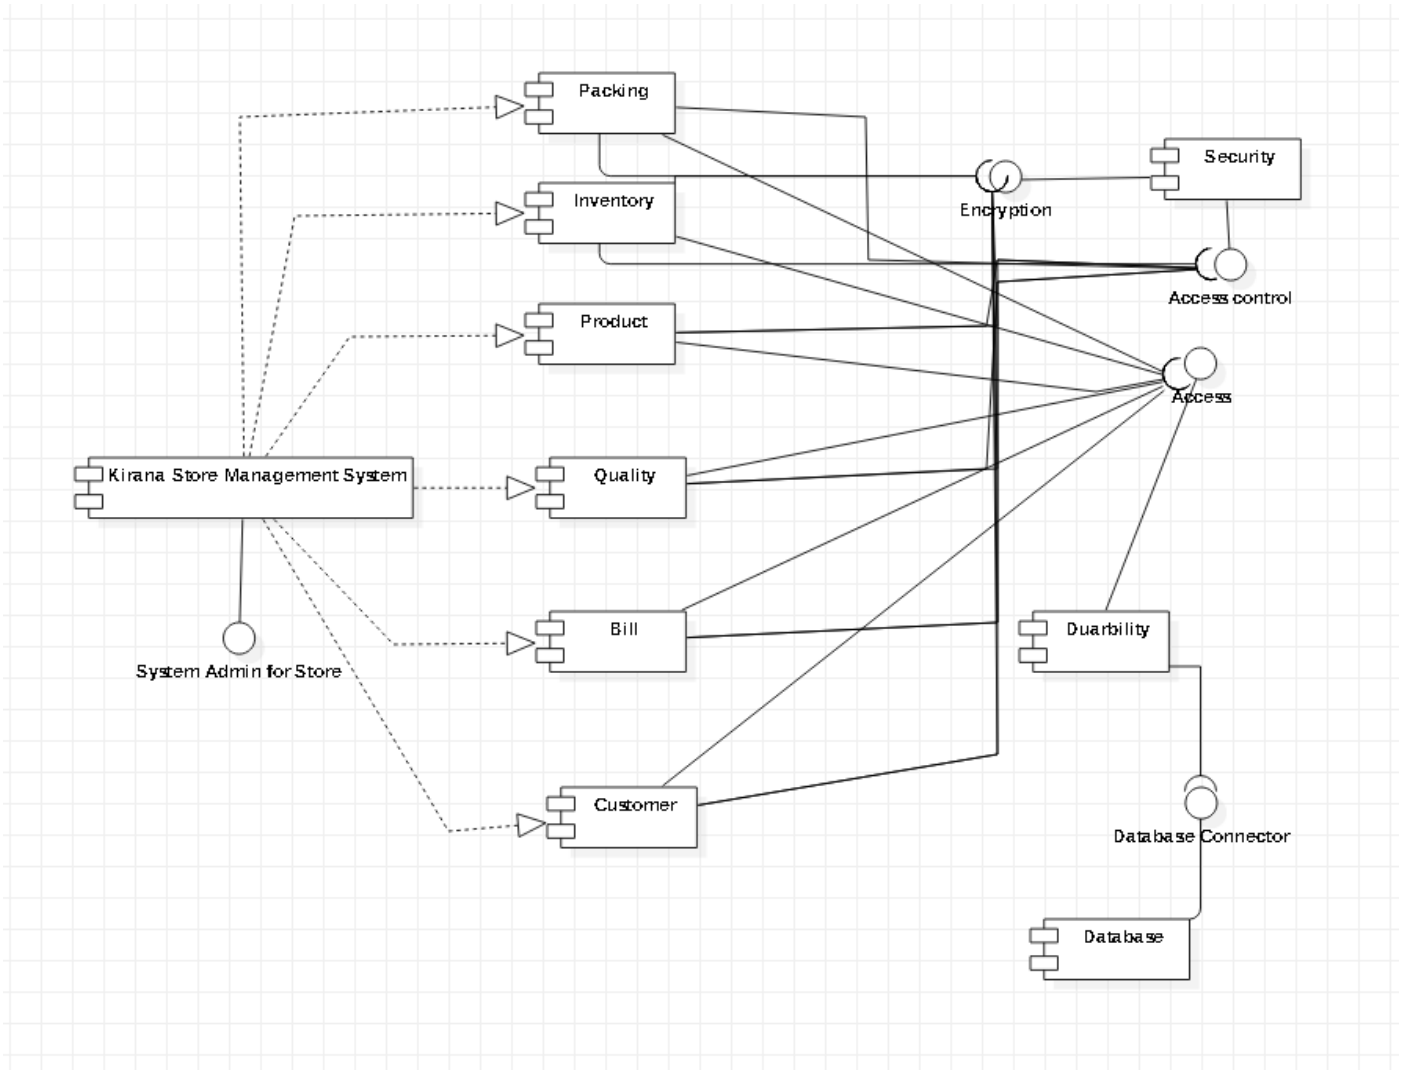 Packing
Security
Inventory
Encryption
Access control
Product
Access
Kirana Store Management System
Quality
Bill
Duarbility
System Admin for Store
Customer
Database Connector
Database